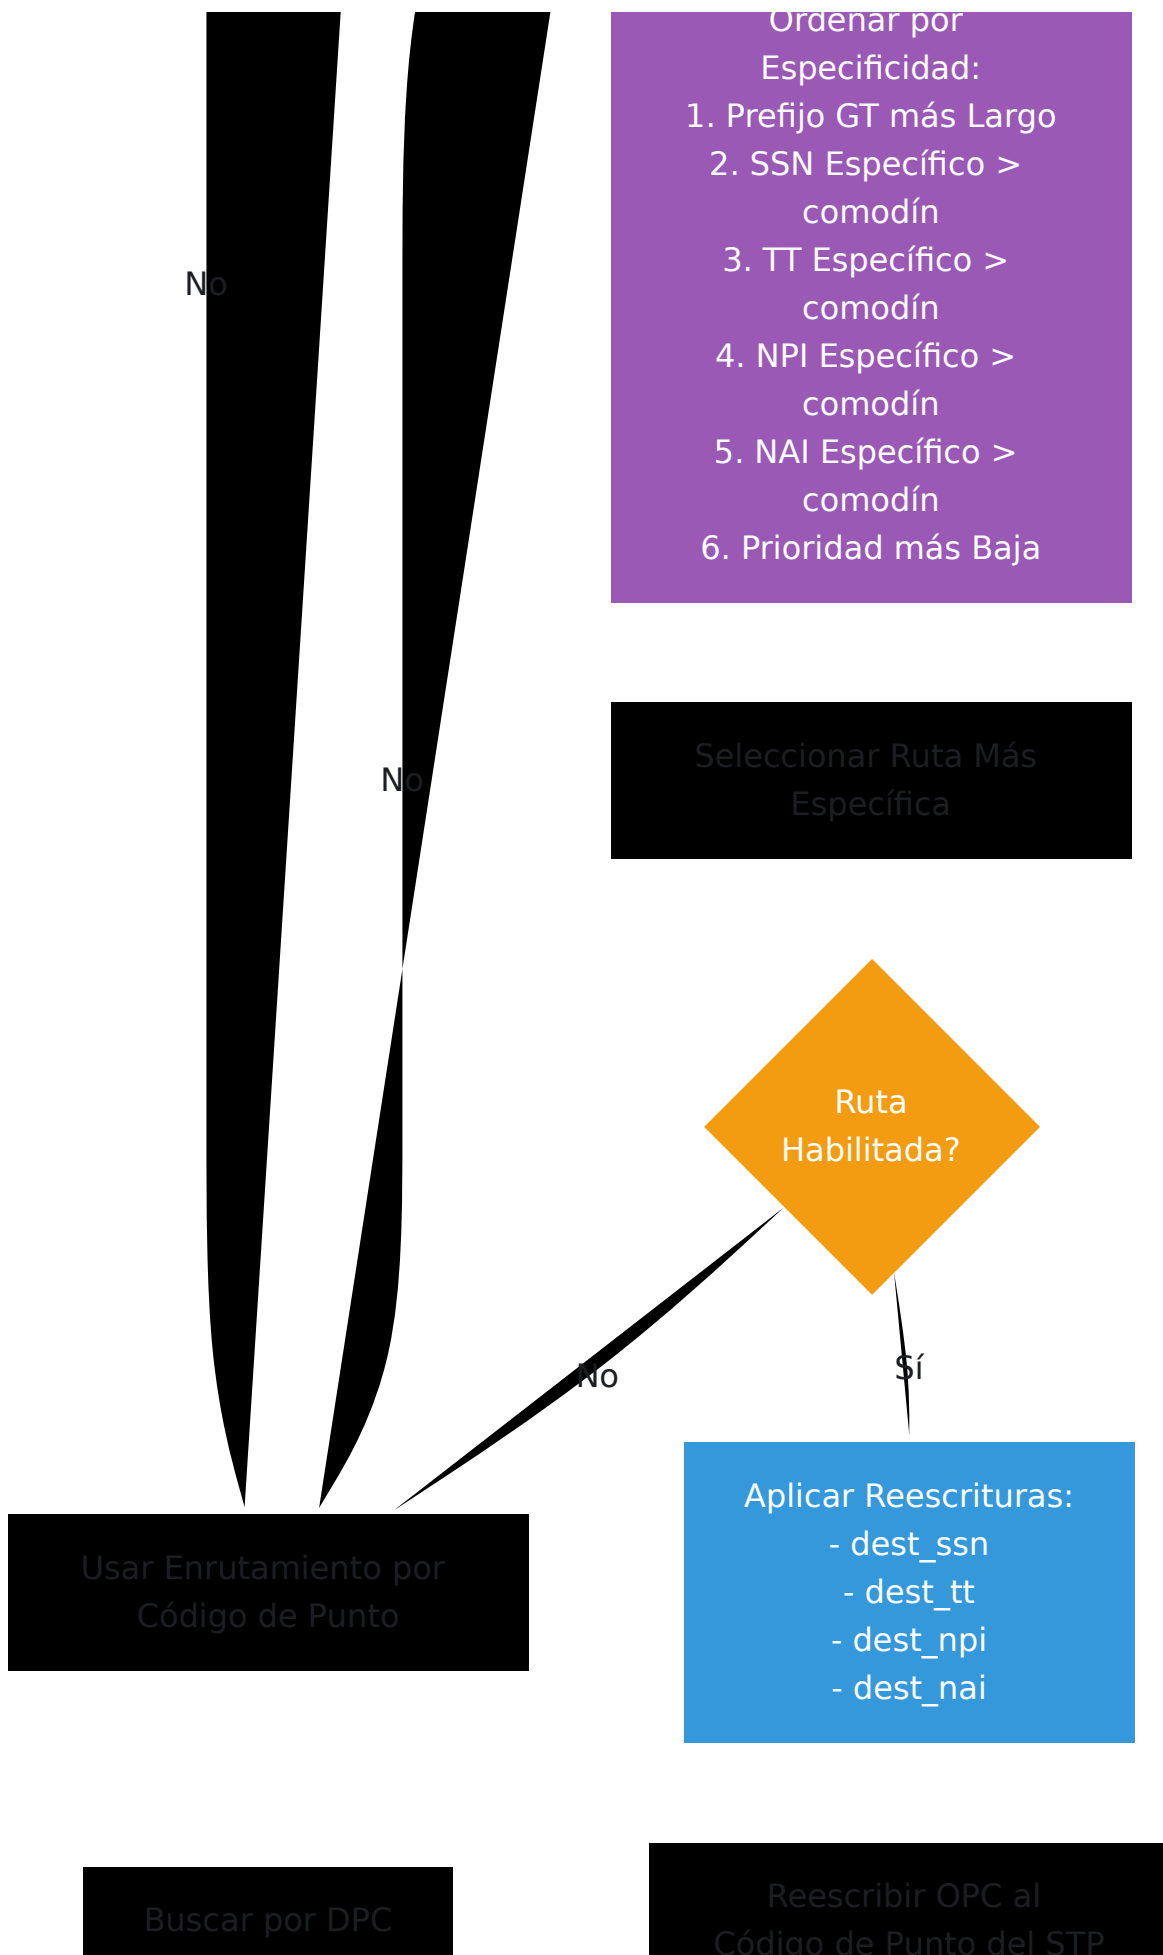 Ordenar por
Especificidad:
1. Prefijo GT más Largo
2. SSN Específico >
comodín
3. TT Específico >
comodín
4. NPI Específico >
comodín
5. NAI Específico >
comodín
6. Prioridad más Baja
No
No
Seleccionar Ruta Más
Específica
Ruta
Habilitada?
No
Sí
Usar Enrutamiento por
Código de Punto
Aplicar Reescrituras:
- dest_ssn
- dest_tt
- dest_npi
- dest_nai
Buscar por DPC
Reescribir OPC al
Código de Punto del STP